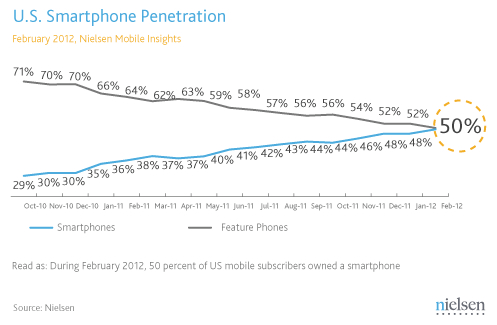 U.S. Smartphone Penetration
February 2012, Nielsen Mobile Insights
71% 70% 70% 66% 64% 62% 63% 59% 58% 57% 56% 56% 54% 52% 52% 50%
29% 30% 30% 35% 36% 38% 37% 37% 40% 41% 42% 43% 44% 44% 46% 48% 48%
Oct-10 Nov-10 Dec-10 Jan-11 Feb-11 Mar-11 Apr-11 May-11 Jun-11 Jul-11 Aug-11 Sep-11 Oct-11 Nov-11 Dec-11 Jan-12 Feb-12
Smartphones Feature Phones
Read as: During February 2012, 50 percent of US mobile subscribers owned a smartphone
Source: Nielsen
nielsen